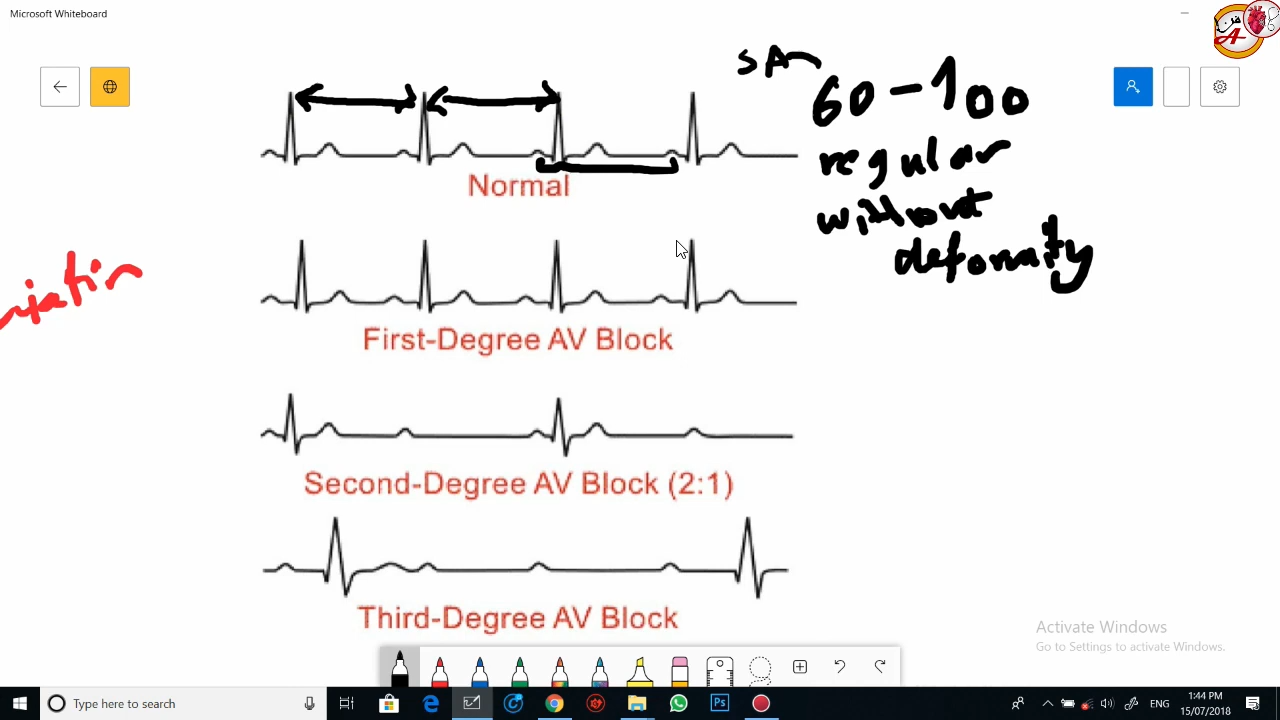 Microsoft Whiteboard
SA
60-100
regular
without
deformity
Normal
First-Degree AV Block
Second-Degree AV Block (2:1)
Third-Degree AV Block
Activate Windows
Go to Settings to activate Windows.
Type here to search
ENG
1:44 PM
15/07/2018